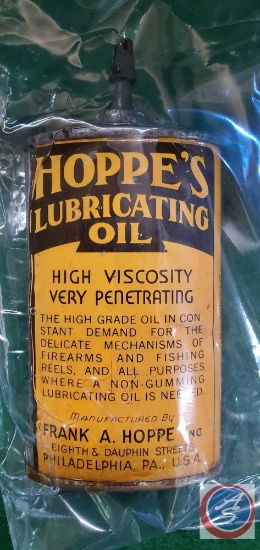 HOPPE'S
LUBRICATING
OIL
HIGH VISCOSITY
VERY PENETRATING
THE HIGH GRADE OIL IN CON
STANT DEMAND FOR THE
DELICATE MECHANISMS OF
FIREARMS AND FISHING
REELS, AND ALL PURPOSES
WHERE A NON-GUMMING
LUBRICATING OIL IS NEEDED.
MANUFACTURED BY
FRANK A. HOPPE INC
EIGHTH & DAUPHIN STREETS
PHILADELPHIA, PA., U.S.A.